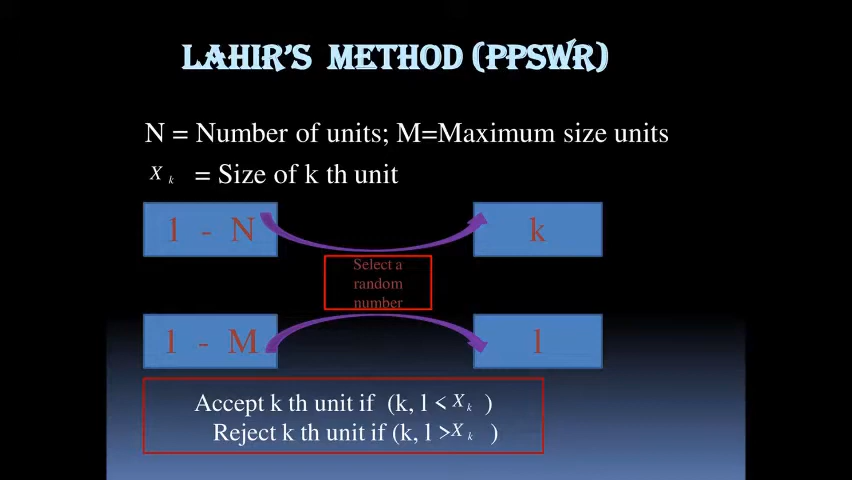 LAHIR'S METHOD (PPSWR)
N = Number of units; M=Maximum size units
X k = Size of k th unit
1 - N
k
Select a
random
number
1 - M
l
Accept k th unit if (k, l < X k )
Reject k th unit if (k, l >X k )